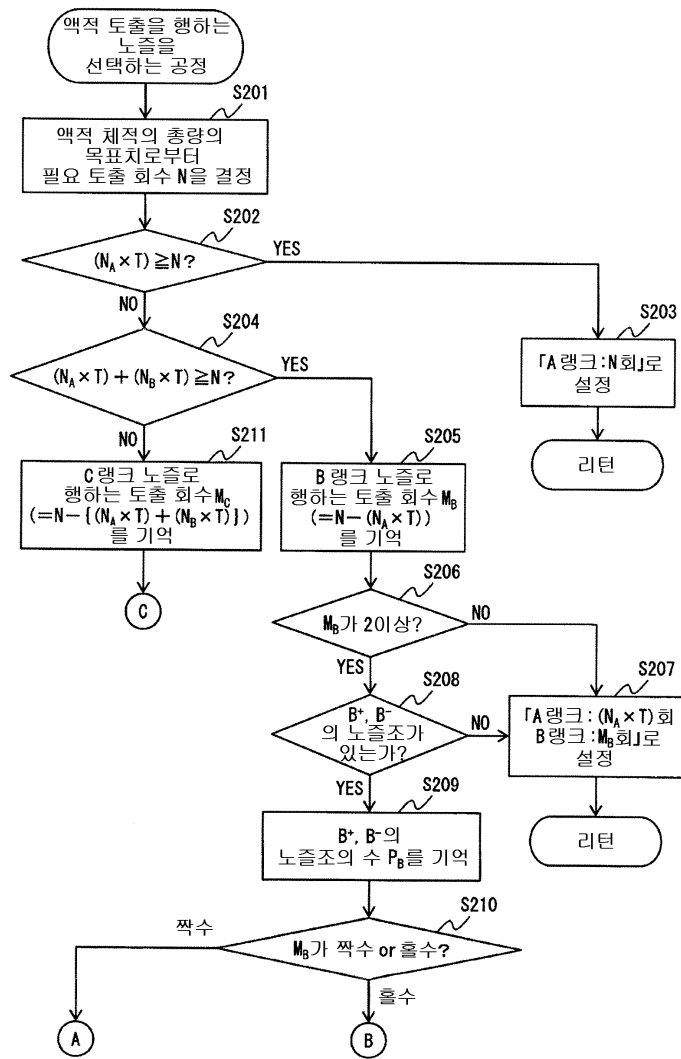 액적 토출을 행하는
노즐을
선택하는 공정
S201
액적 체적의 총량의
목표치로부터
필요 토출 회수 N을 결정
S202
(N_A×T)≧N?
YES
NO
S203
「A랭크:N회」로
설정
리턴
S204
(N_A×T)+(N_B×T)≧N?
YES
NO
S211
C랭크 노즐로
행하는 토출 회수 M_C
(=N-{(N_A×T)+(N_B×T)})
를 기억
C
S205
B랭크 노즐로
행하는 토출 회수 M_B
(=N-(N_A×T))
를 기억
S206
M_B가 2이상?
NO
YES
S207
「A랭크:(N_A×T)회
B랭크:M_B회」로
설정
리턴
S208
B⁺, B⁻
의 노즐조가
있는가?
NO
YES
S209
B⁺, B⁻의
노즐조의 수 P_B를 기억
S210
M_B가 짝수 or 홀수?
짝수
홀수
A
B